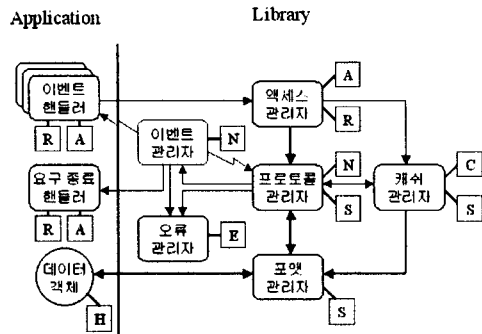 Application
Library
이벤트
핸들러
R
A
액세스
관리자
A
R
이벤트
관리자
N
요구 종료
핸들러
R
A
프로토콜
관리자
N
S
캐쉬
관리자
C
S
오류
관리자
E
데이터
객체
H
포맷
관리자
S